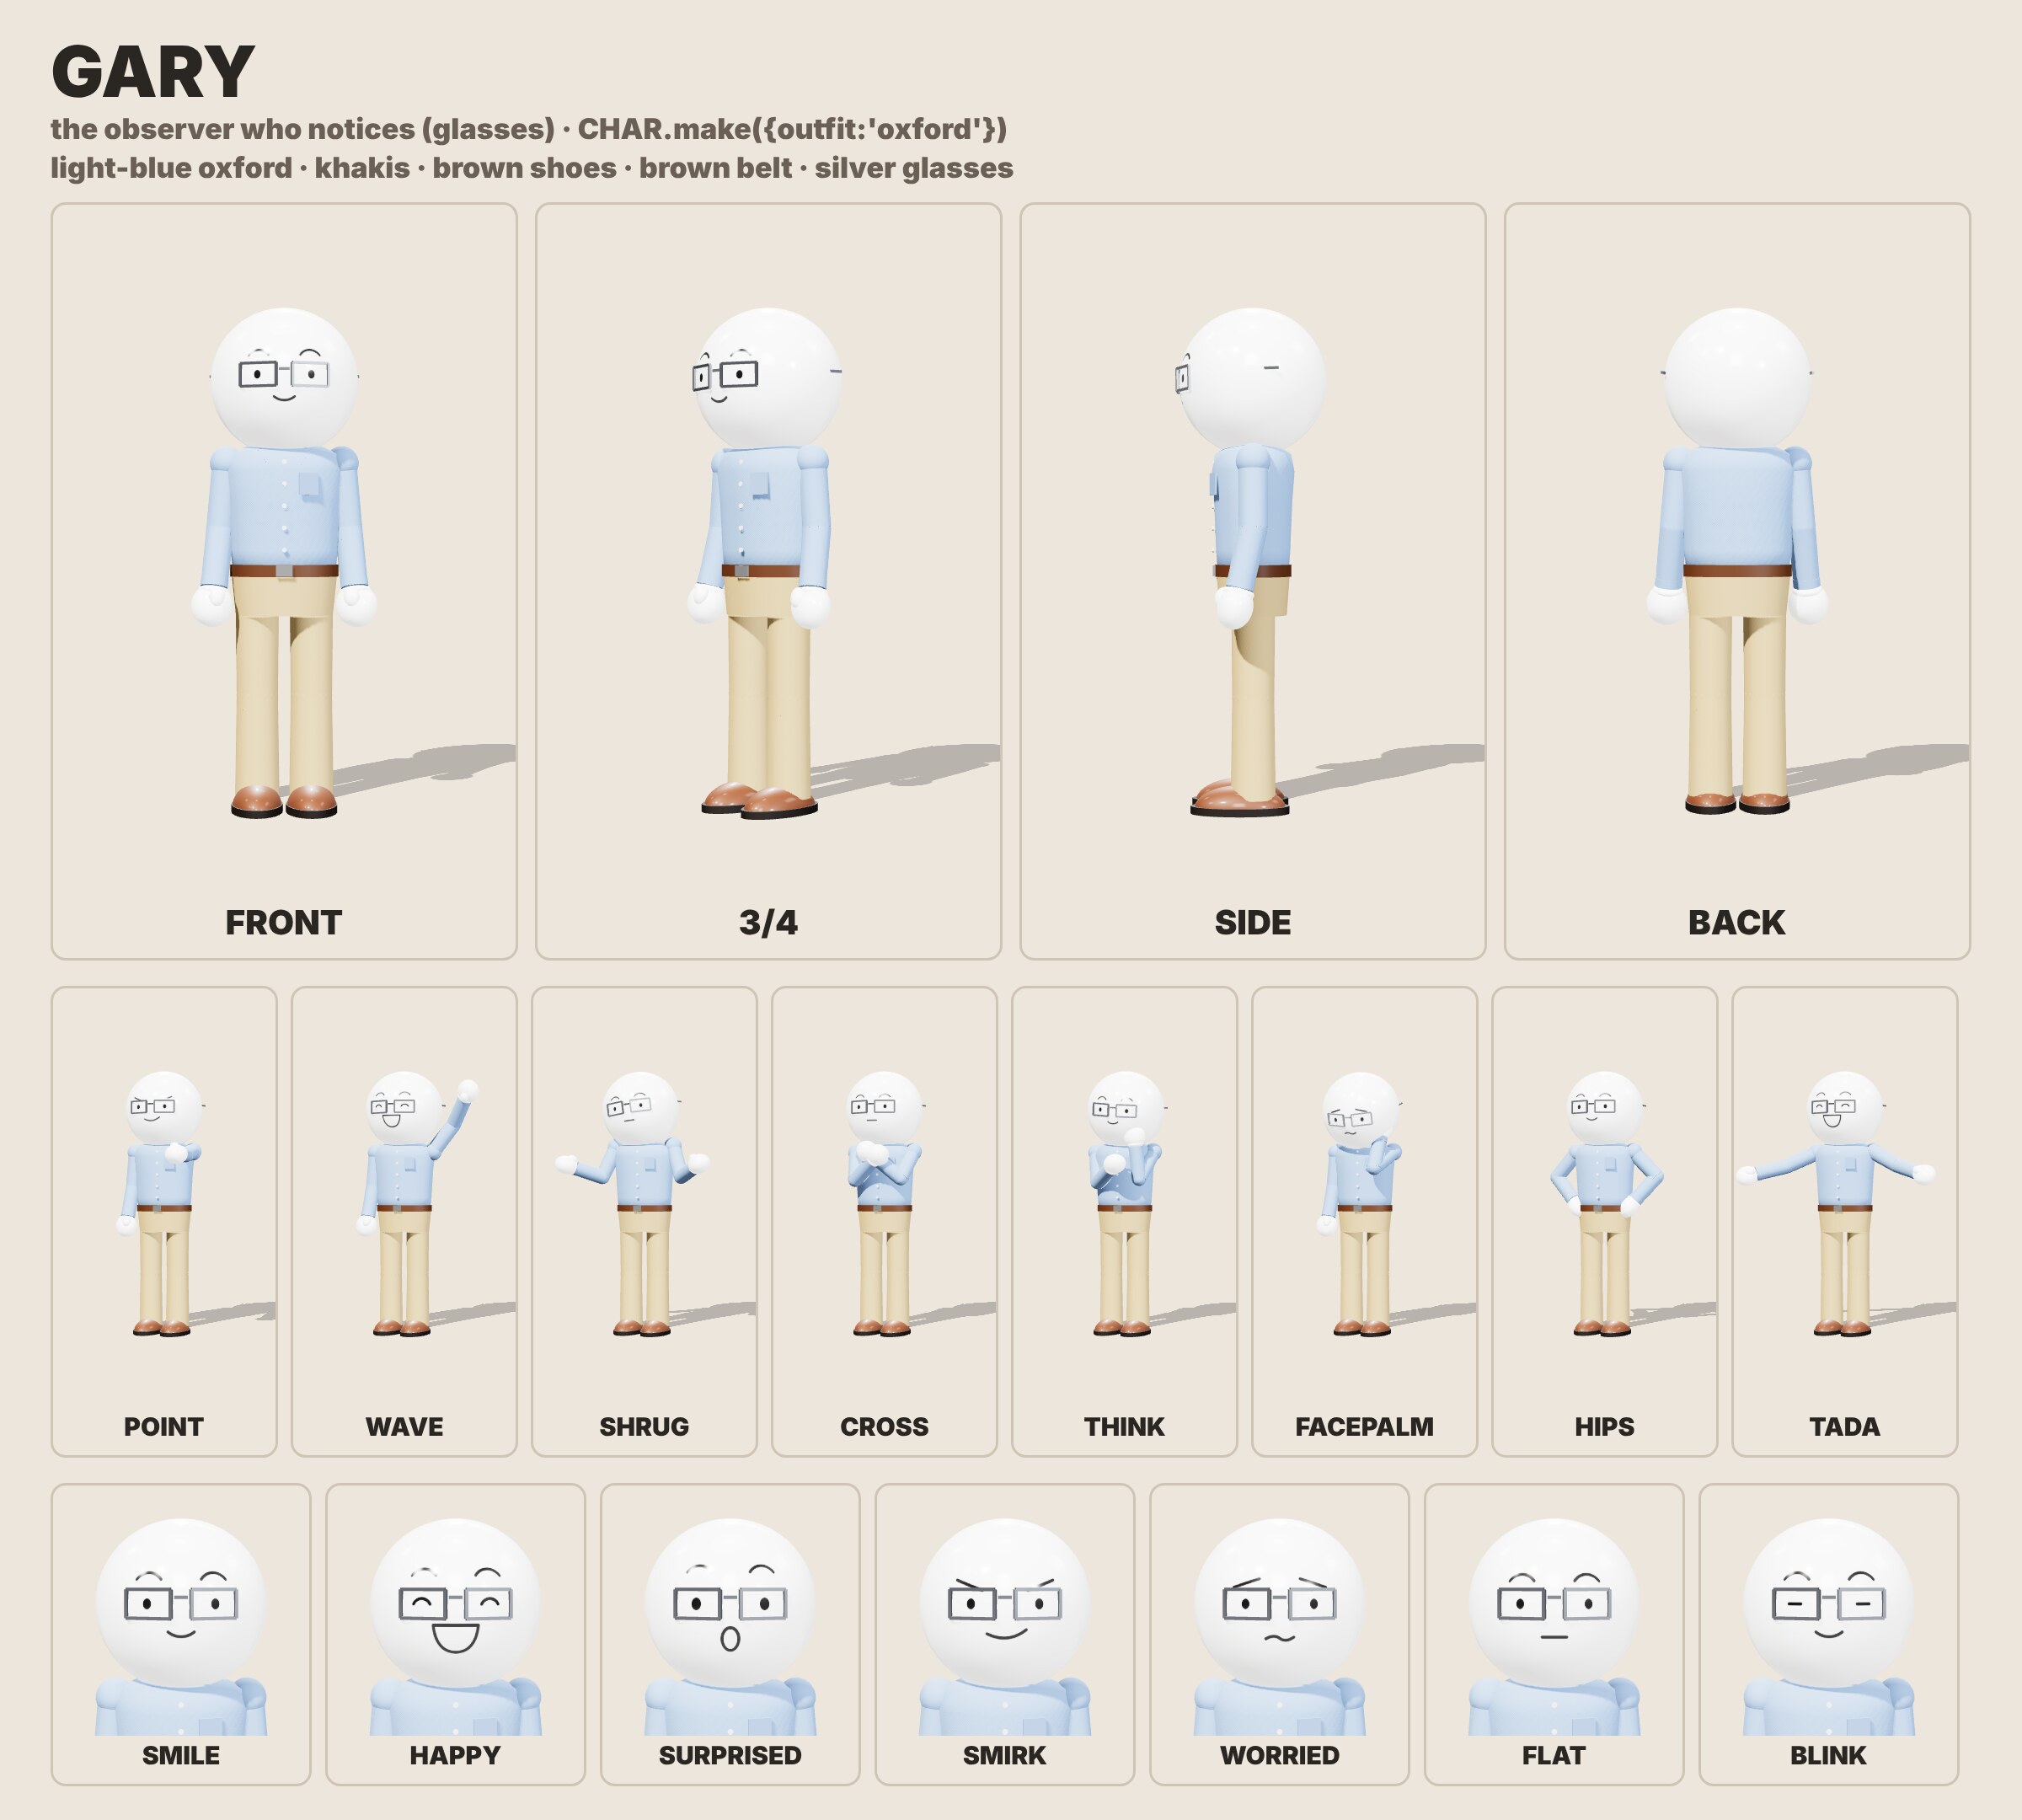 GARY
the observer who notices (glasses) · CHAR.make({outfit:'oxford'})
light-blue oxford · khakis · brown shoes · brown belt · silver glasses
FRONT
3/4
SIDE
BACK
POINT
WAVE
SHRUG
CROSS
THINK
FACEPALM
HIPS
TADA
SMILE
HAPPY
SURPRISED
SMIRK
WORRIED
FLAT
BLINK